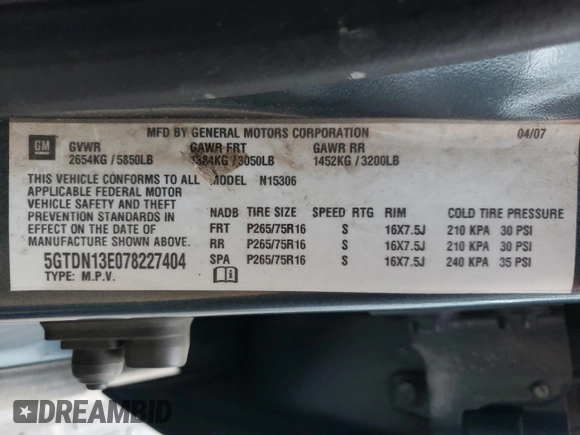 MFD BY GENERAL MOTORS CORPORATION 04/07
GM
GVWR GAWR FRT GAWR RR
2654KG / 5850LB 1384KG / 3050LB 1452KG / 3200LB
THIS VEHICLE CONFORMS TO ALL MODEL N15306
APPLICABLE FEDERAL MOTOR
VEHICLE SAFETY AND THEFT
PREVENTION STANDARDS IN
EFFECT ON THE DATE OF
MANUFACTURE SHOWN ABOVE.
5GTDN13E078227404
TYPE: M.P.V.
NADB TIRE SIZE SPEED RTG RIM COLD TIRE PRESSURE
FRT P265/75R16 S 16X7.5J 210 KPA 30 PSI
RR P265/75R16 S 16X7.5J 210 KPA 30 PSI
SPA P265/75R16 S 16X7.5J 240 KPA 35 PSI
DREAMBID